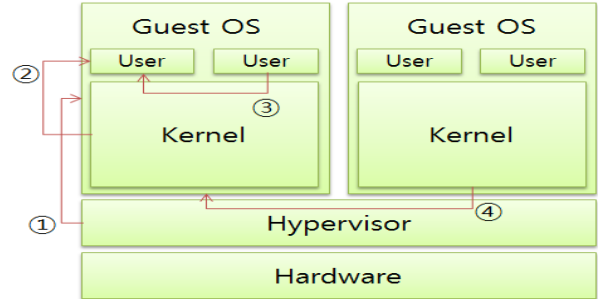 Guest OS
Guest OS
User
User
User
User
②
③
①
Kernel
Kernel
④
Hypervisor
Hardware